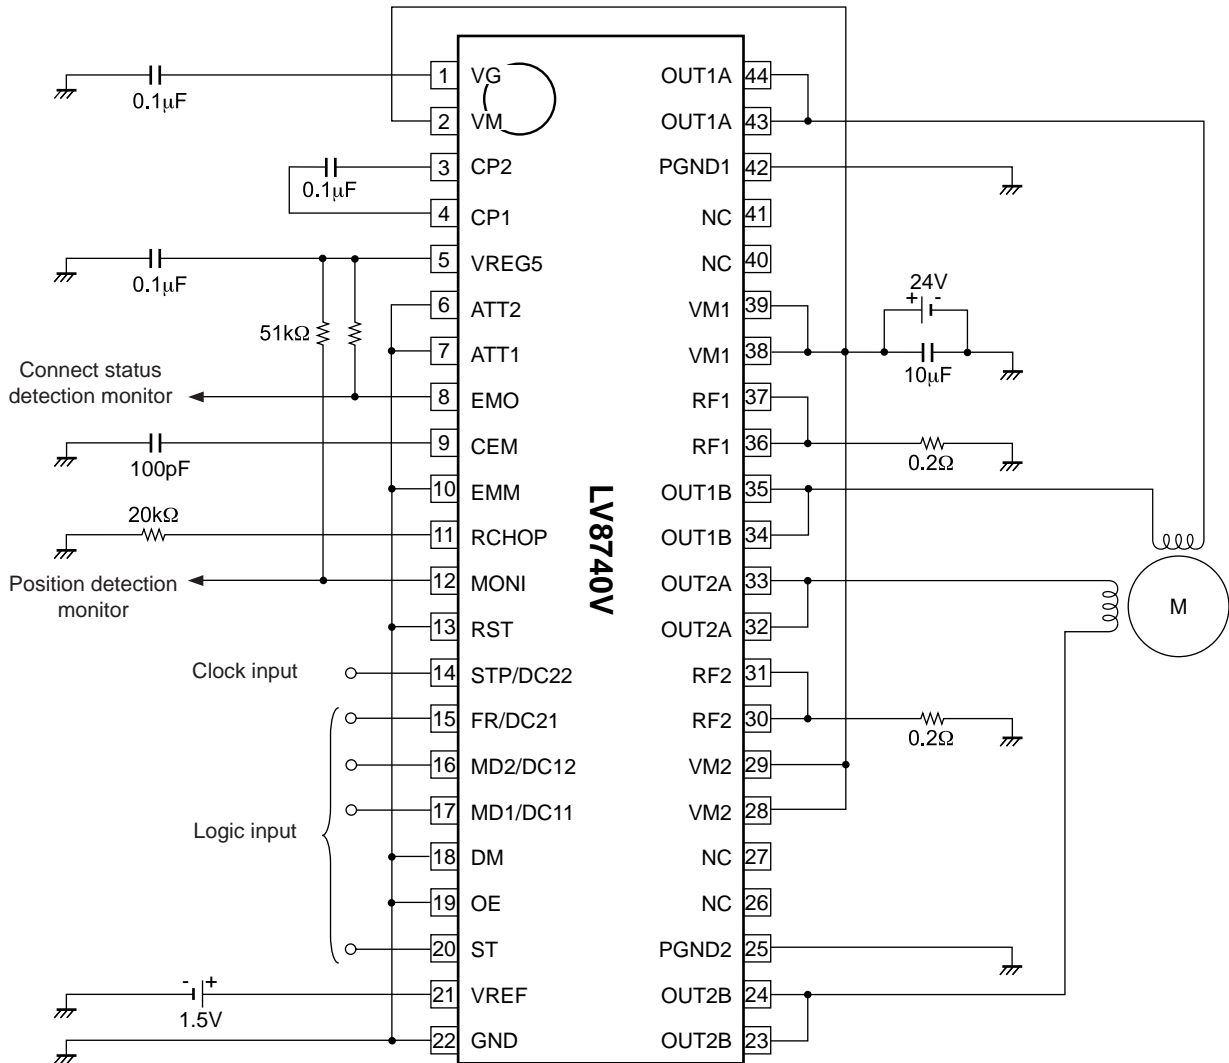 1 VG OUT1A 44
0.1μF
2 VM OUT1A 43
3 CP2 PGND1 42
0.1μF
4 CP1 NC 41
5 VREG5 NC 40
0.1μF
24V
+ -
6 ATT2 VM1 39
51kΩ
7 ATT1 VM1 38
10μF
Connect status
detection monitor
8 EMO RF1 37
9 CEM RF1 36
100pF
0.2Ω
10 EMM OUT1B 35
20kΩ
11 RCHOP OUT1B 34
LV8740V
12 MONI OUT2A 33
Position detection
monitor
M
13 RST OUT2A 32
Clock input
14 STP/DC22 RF2 31
15 FR/DC21 RF2 30
0.2Ω
16 MD2/DC12 VM2 29
17 MD1/DC11 VM2 28
Logic input
18 DM NC 27
19 OE NC 26
20 ST PGND2 25
- +
21 VREF OUT2B 24
1.5V
22 GND OUT2B 23